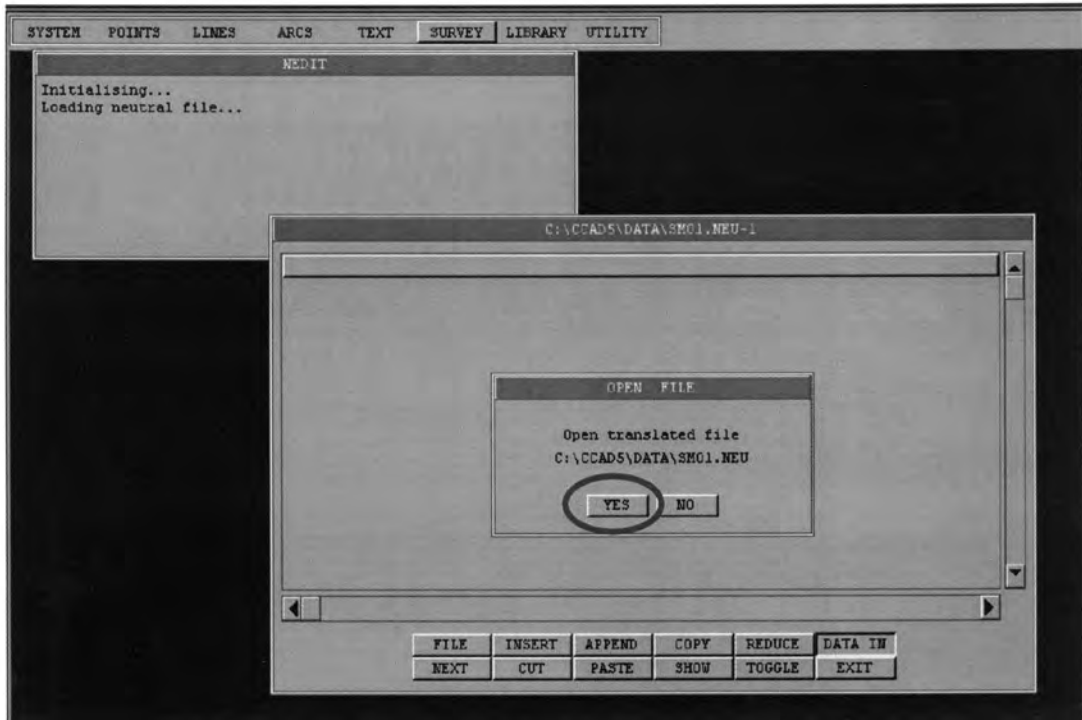 SYSTEM POINTS LINES ARCS TEXT SURVEY LIBRARY UTILITY
NEDIT
Initialising...
Loading neutral file...
C:\CCAD5\DATA\SM01.NEU-1
OPEN FILE
Open translated file
C:\CCAD5\DATA\SM01.NEU
YES NO
FILE INSERT APPEND COPY REDUCE DATA IN
NEXT CUT PASTE SHOW TOGGLE EXIT